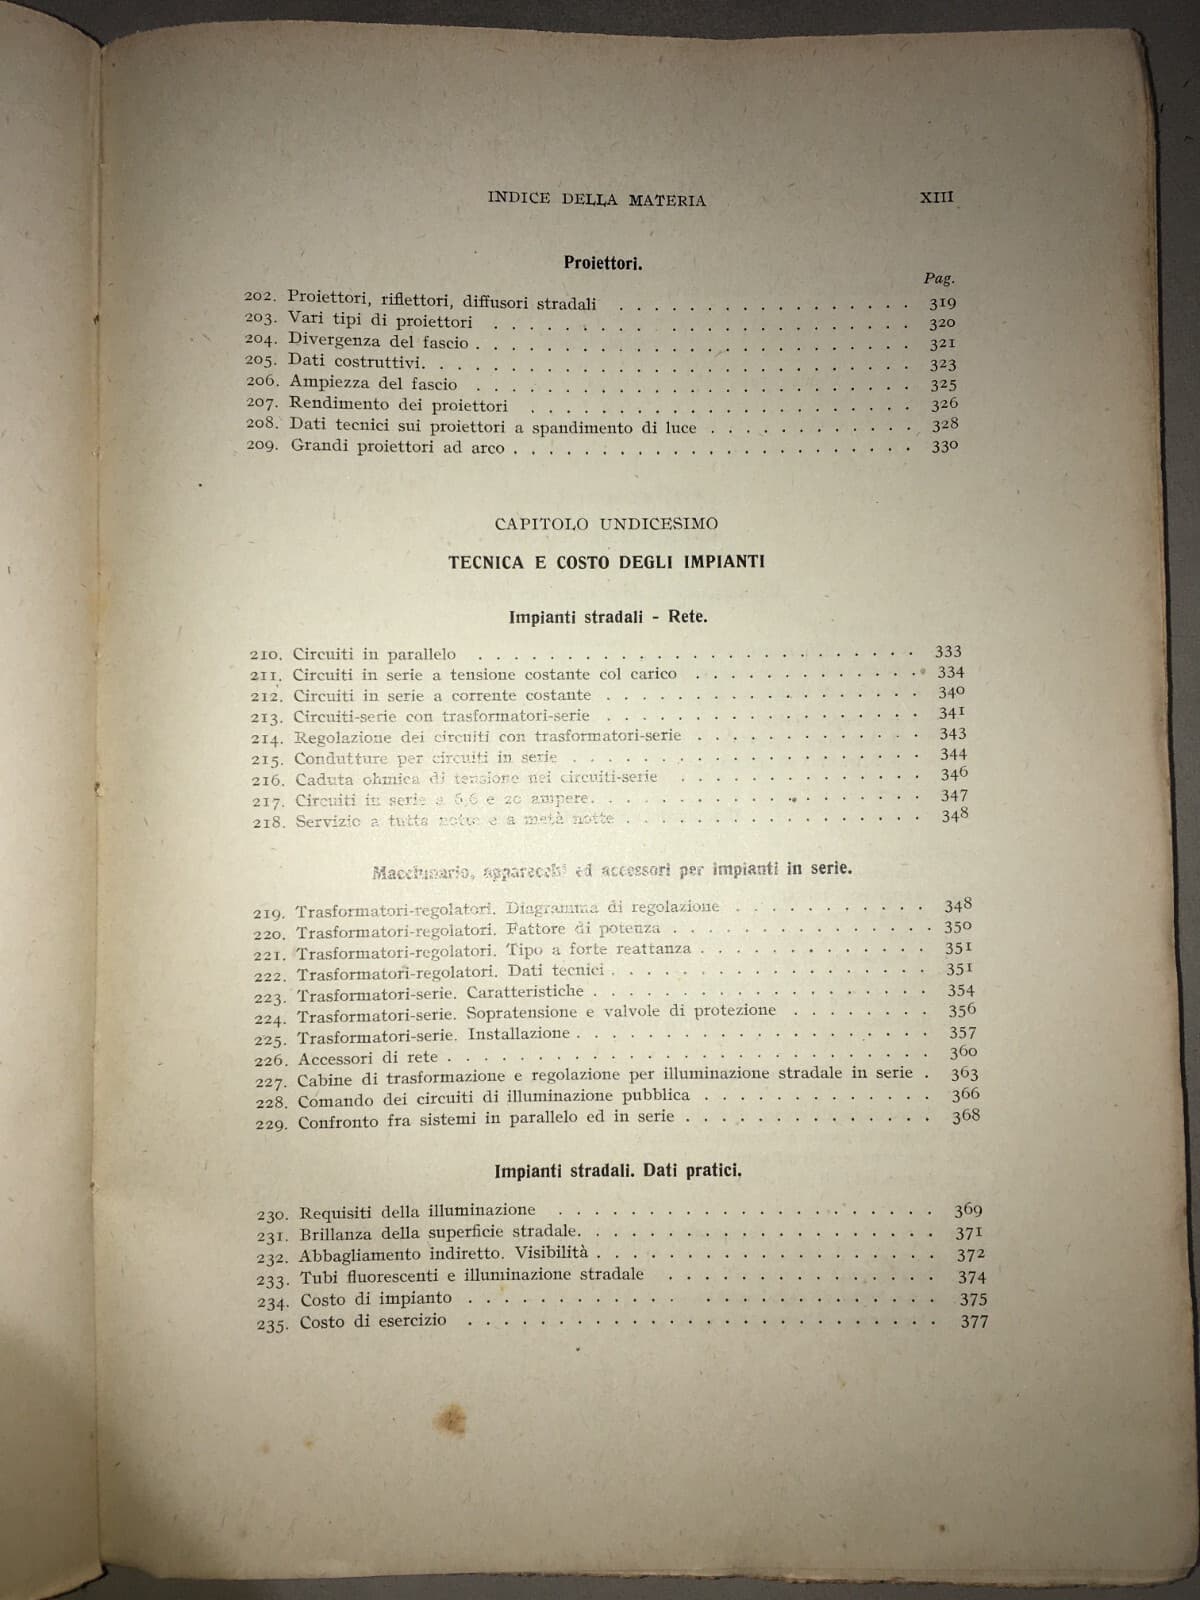 INDICE DELLA MATERIA XIII
Proiettori.
Pag.
202. Proiettori, riflettori, diffusori stradali . . . . . . . . . . . . . . . . 319
203. Vari tipi di proiettori . . . . . . . . . . . . . . . . 320
204. Divergenza del fascio . . . . . . . . . . . . . . . . 321
205. Dati costruttivi. . . . . . . . . . . . . . . . . 323
206. Ampiezza del fascio . . . . . . . . . . . . . . . . 325
207. Rendimento dei proiettori . . . . . . . . . . . . . . . . 326
208. Dati tecnici sui proiettori a spandimento di luce . . . . . . . . . . . . 328
209. Grandi proiettori ad arco . . . . . . . . . . . . . . . . 330
CAPITOLO UNDICESIMO
TECNICA E COSTO DEGLI IMPIANTI
Impianti stradali - Rete.
210. Circuiti in parallelo . . . . . . . . . . . . . . . . 333
211. Circuiti in serie a tensione costante col carico . . . . . . . . . . . . . 334
212. Circuiti in serie a corrente costante . . . . . . . . . . . . . . . . 340
213. Circuiti-serie con trasformatori-serie . . . . . . . . . . . . . . . . 341
214. Regolazione dei circuiti con trasformatori-serie . . . . . . . . . . . . . 343
215. Condutture per circuiti in serie . . . . . . . . . . . . . . . . 344
216. Caduta ohmica di tensione nei circuiti-serie . . . . . . . . . . . . . 346
217. Circuiti in serie a 6,6 e 20 ampere. . . . . . . . . . . . . . . . 347
218. Servizio a tutta notte e a metà notte . . . . . . . . . . . . . . . . 348
Macchinario, apparecchi ed accessori per impianti in serie.
219. Trasformatori-regolatori. Diagramma di regolazione . . . . . . . . . . . 348
220. Trasformatori-regolatori. Fattore di potenza . . . . . . . . . . . . . 350
221. Trasformatori-regolatori. Tipo a forte reattanza . . . . . . . . . . . . 351
222. Trasformatori-regolatori. Dati tecnici . . . . . . . . . . . . . . . . 351
223. Trasformatori-serie. Caratteristiche . . . . . . . . . . . . . . . . 354
224. Trasformatori-serie. Sopratensione e valvole di protezione . . . . . . . . 356
225. Trasformatori-serie. Installazione . . . . . . . . . . . . . . . . 357
226. Accessori di rete . . . . . . . . . . . . . . . . 360
227. Cabine di trasformazione e regolazione per illuminazione stradale in serie . 363
228. Comando dei circuiti di illuminazione pubblica . . . . . . . . . . . . . 366
229. Confronto fra sistemi in parallelo ed in serie . . . . . . . . . . . . . . 368
Impianti stradali. Dati pratici.
230. Requisiti della illuminazione . . . . . . . . . . . . . . . . 369
231. Brillanza della superficie stradale. . . . . . . . . . . . . . . . . 371
232. Abbagliamento indiretto. Visibilità . . . . . . . . . . . . . . . . 372
233. Tubi fluorescenti e illuminazione stradale . . . . . . . . . . . . . . . 374
234. Costo di impianto . . . . . . . . . . . . . . . . 375
235. Costo di esercizio . . . . . . . . . . . . . . . . 377